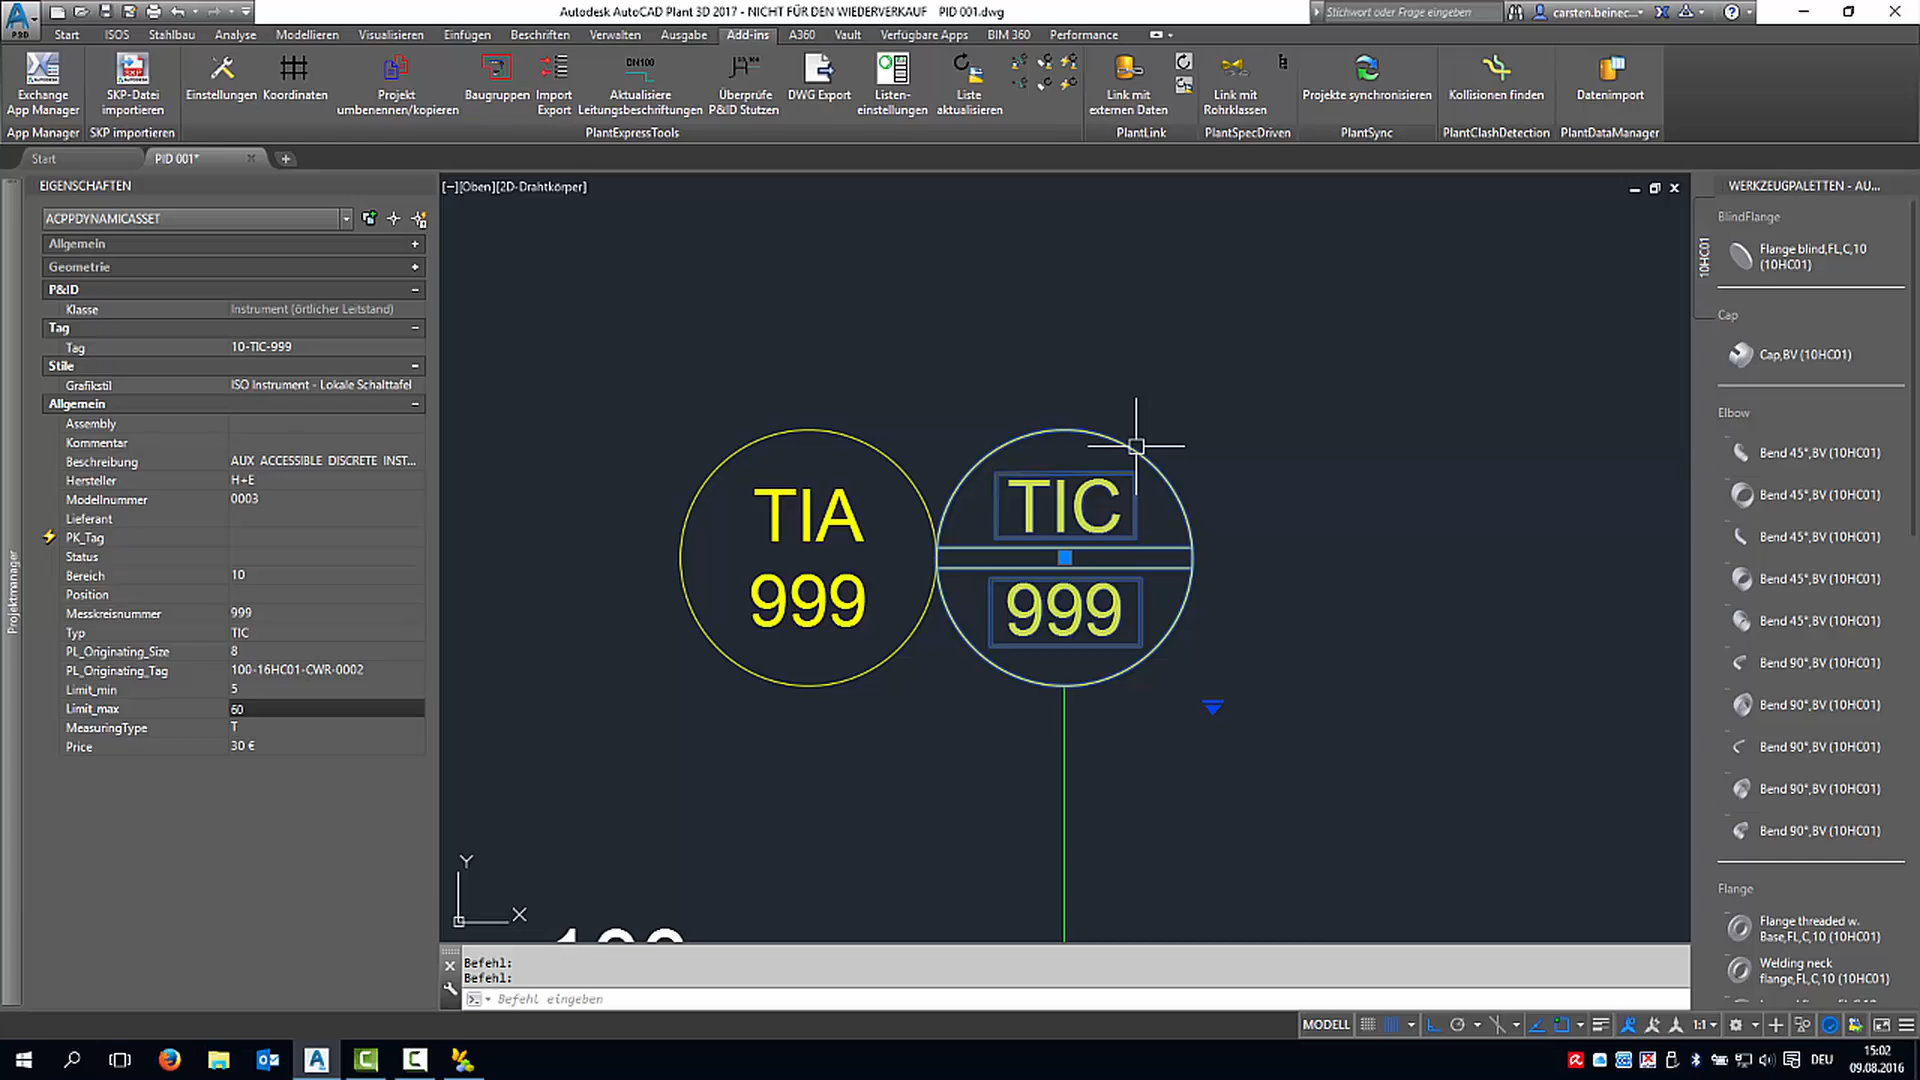 Autodesk AutoCAD Plant 3D 2017 - NICHT FÜR DEN WIEDERVERKAUF PID 001.dwg
Stichwort oder Frage eingeben
carsten.beinec...
P3D
Start ISOS Stahlbau Analyse Modellieren Visualisieren Einfügen Beschriften Verwalten Ausgabe Add-ins A360 Vault Verfügbare Apps BIM 360 Performance
Exchange App Manager
SKP-Datei importieren
Einstellungen
Koordinaten
Projekt umbenennen/kopieren
Baugruppen
Import Export
DN100
Aktualisiere Leitungsbeschriftungen
Überprüfe P&ID Stutzen
DWG Export
Listen-einstellungen
Liste aktualisieren
Link mit externen Daten
Link mit Rohrklassen
Projekte synchronisieren
Kollisionen finden
Datenimport
App Manager SKP importieren PlantExpressTools PlantLink PlantSpecDriven PlantSync PlantClashDetection PlantDataManager
Start PID 001*
EIGENSCHAFTEN
ACPPDYNAMICASSET
Allgemein
Geometrie
P&ID
Klasse Instrument (örtlicher Leitstand)
Tag
Tag 10-TIC-999
Stile
Grafikstil ISO Instrument - Lokale Schalttafel
Allgemein
Assembly
Kommentar
Beschreibung AUX ACCESSIBLE DISCRETE INST...
Hersteller H+E
Modellnummer 0003
Lieferant
PK_Tag
Status
Bereich 10
Position
Messkreisnummer 999
Typ TIC
PL_Originating_Size 8
PL_Originating_Tag 100-16HC01-CWR-0002
Limit_min 5
Limit_max 60
MeasuringType T
Price 30 €
Projektmanager
[−][Oben][2D-Drahtkörper]
TIA
999
TIC
999
Y
X
Befehl:
Befehl:
Befehl eingeben
WERKZEUGPALETTEN - AU...
10HC01
BlindFlange
Flange blind,FL,C,10 (10HC01)
Cap
Cap,BV (10HC01)
Elbow
Bend 45°,BV (10HC01)
Bend 45°,BV (10HC01)
Bend 45°,BV (10HC01)
Bend 45°,BV (10HC01)
Bend 45°,BV (10HC01)
Bend 90°,BV (10HC01)
Bend 90°,BV (10HC01)
Bend 90°,BV (10HC01)
Bend 90°,BV (10HC01)
Bend 90°,BV (10HC01)
Flange
Flange threaded w. Base,FL,C,10 (10HC01)
Welding neck flange,FL,C,10 (10HC01)
MODELL
1:1
DEU
15:02
09.08.2016